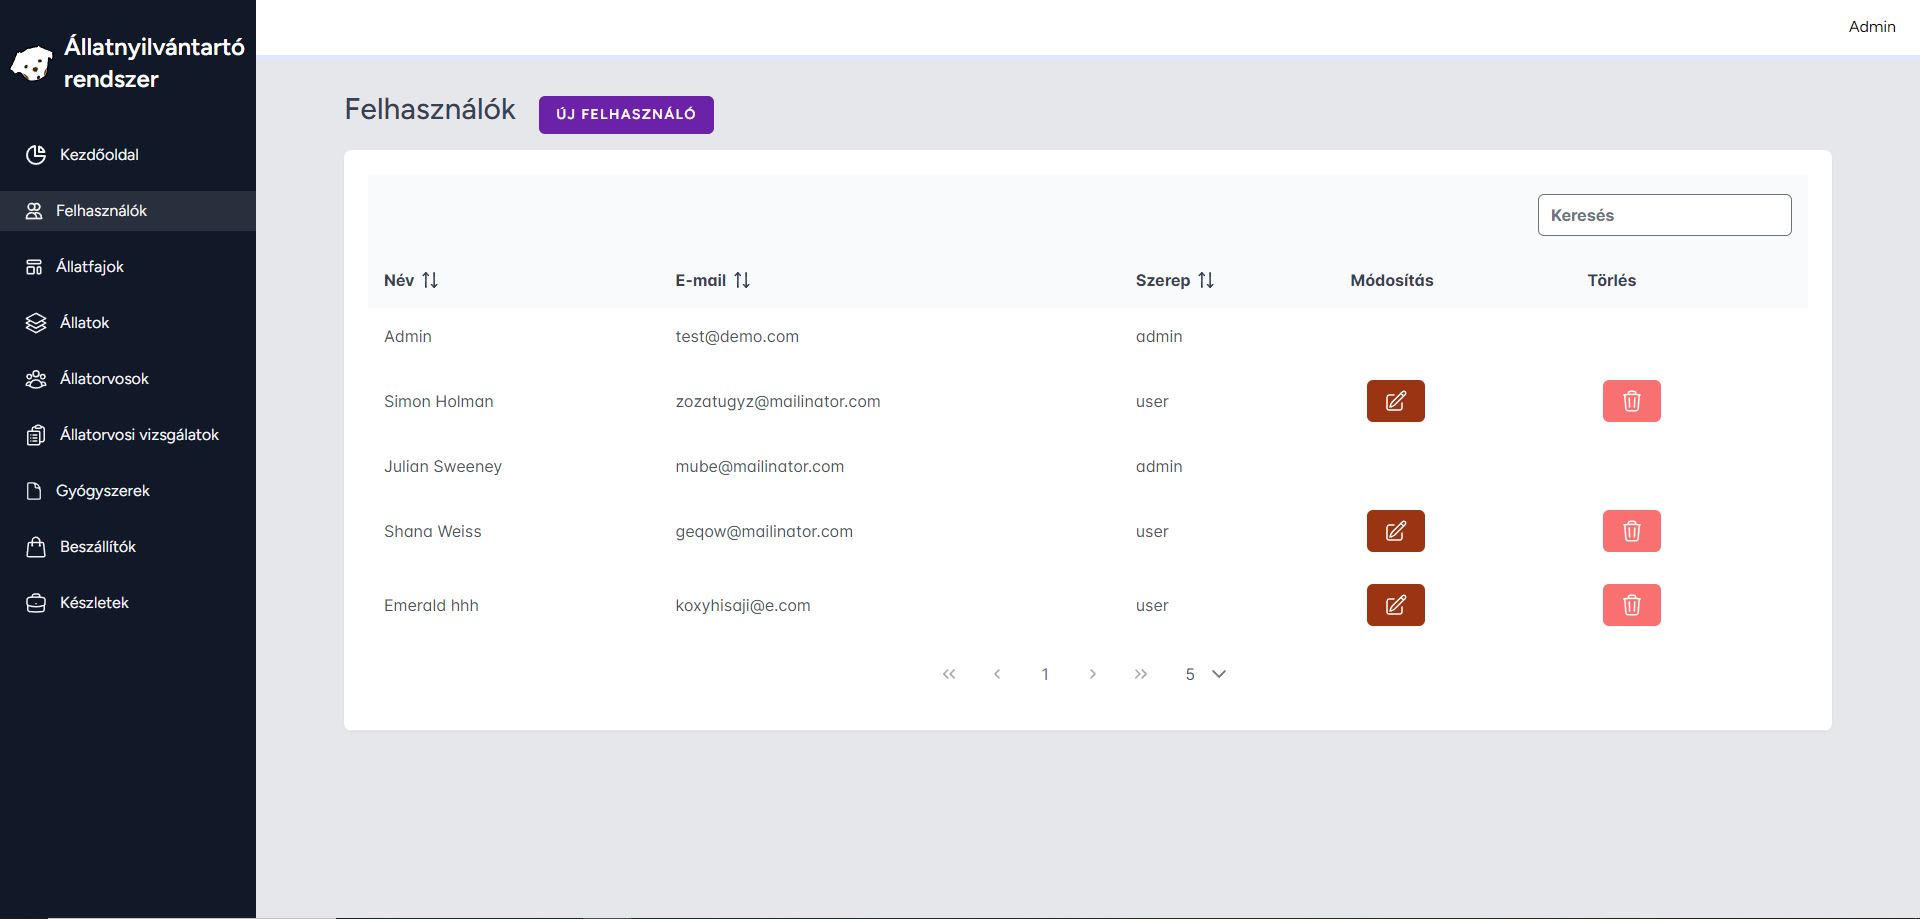 Állatnyilvántartó
rendszer
Kezdőoldal
Felhasználók
Állatfajok
Állatok
Állatorvosok
Állatorvosi vizsgálatok
Gyógyszerek
Beszállítók
Készletek
Admin
Felhasználók ÚJ FELHASZNÁLÓ
Keresés
Név E-mail Szerep Módosítás Törlés
Admin test@demo.com admin
Simon Holman zozatugyz@mailinator.com user
Julian Sweeney mube@mailinator.com admin
Shana Weiss geqow@mailinator.com user
Emerald hhh koxyhisaji@e.com user
1 5